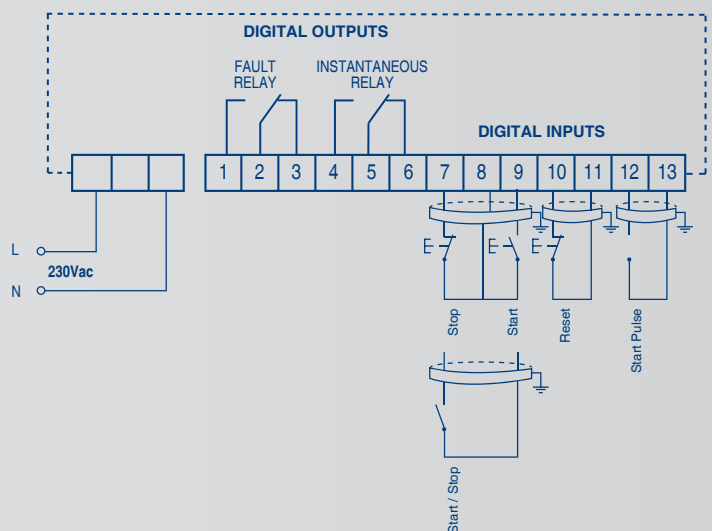 DIGITAL OUTPUTS
FAULT
RELAY
INSTANTANEOUS
RELAY
DIGITAL INPUTS
1 2 3 4 5 6 7 8 9 10 11 12 13
L
230Vac
N
Stop
Start
Reset
Start Pulse
Start / Stop